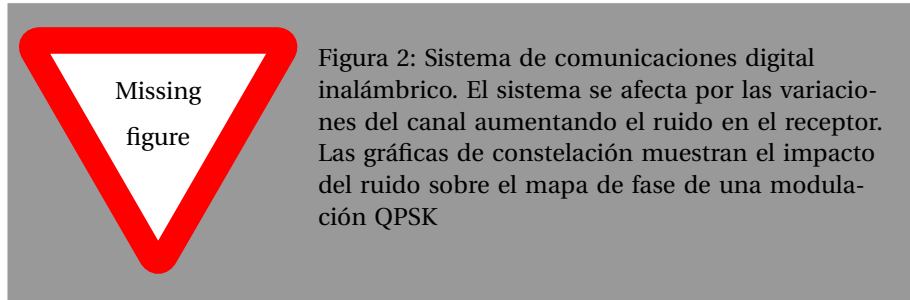 Missing
figure
Figura 2: Sistema de comunicaciones digital
inalámbrico. El sistema se afecta por las variacio-
nes del canal aumentando el ruido en el receptor.
Las gráficas de constelación muestran el impacto
del ruido sobre el mapa de fase de una modula-
ción QPSK